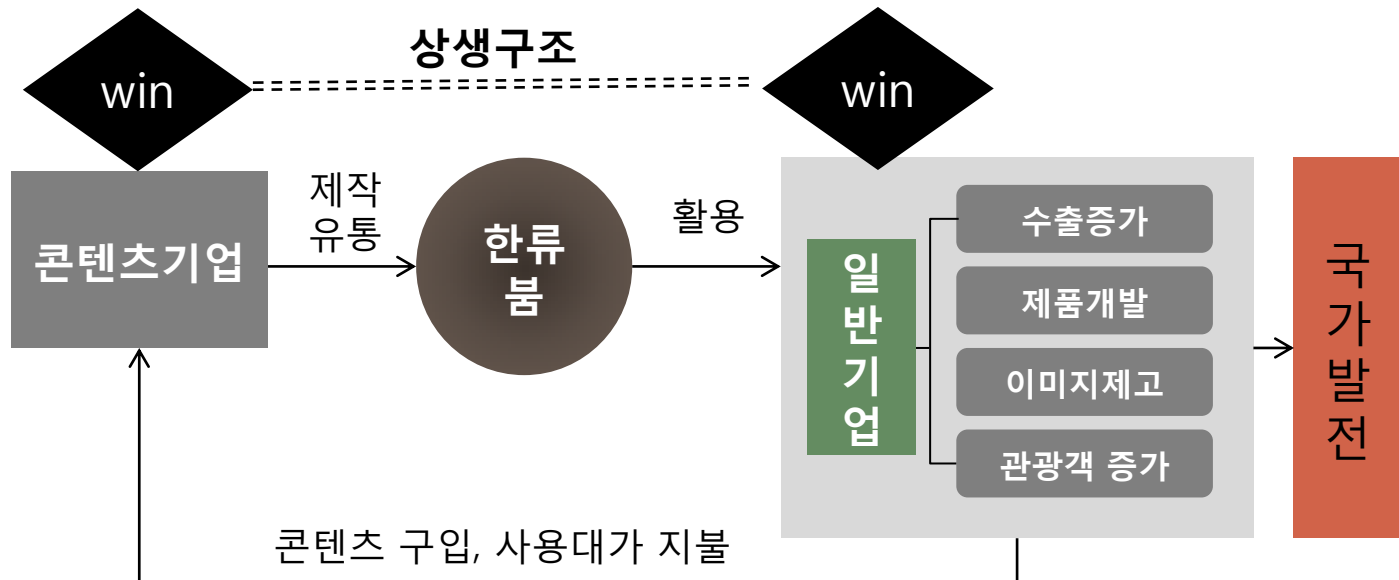 상생구조
win
win
콘텐츠기업
제작
유통
한류
붐
활용
일
반
기
업
수출증가
제품개발
이미지제고
관광객 증가
국
가
발
전
콘텐츠 구입, 사용대가 지불